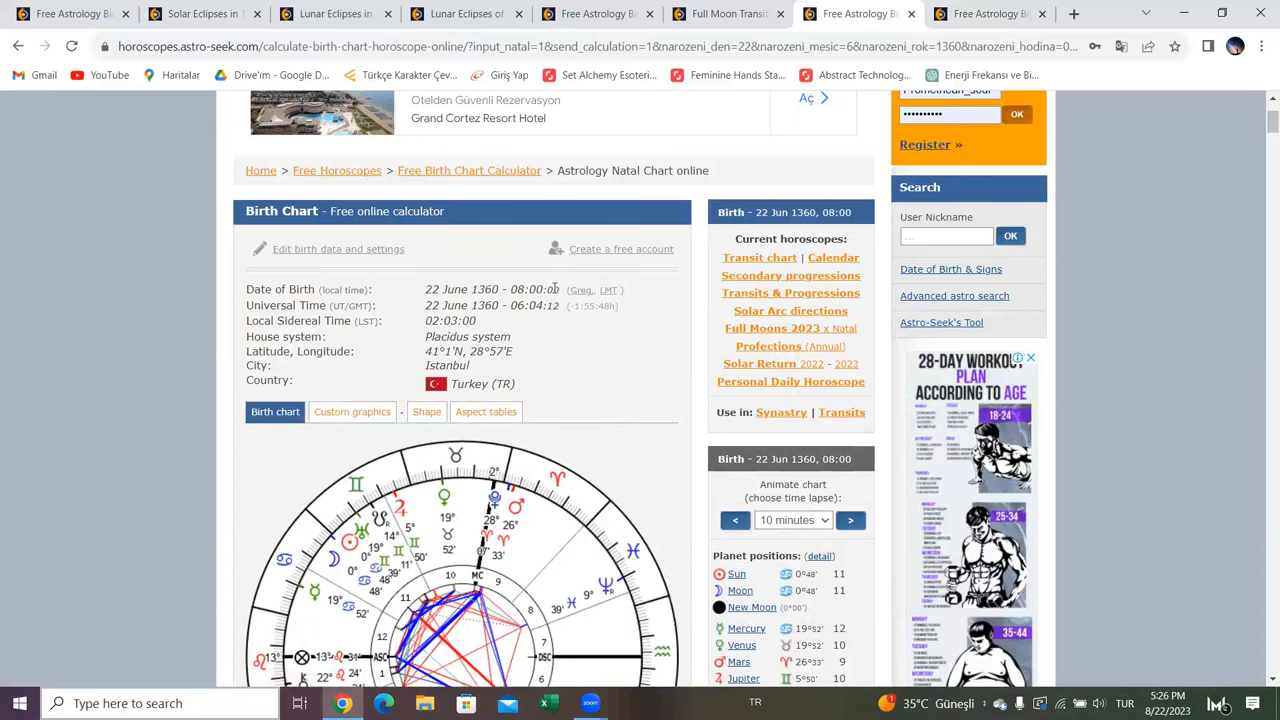 Free Astrology Bi
Solar Eclipses in T
Lunar Eclipses in
Lunar Eclipses of
Free Astrology Bi
Full Moon Transit
Free Astrology Bi
Free Astrology Bi
horoscopes.astro-seek.com/calculate-birth-chart-horoscope-online/?input_natal=1&send_calculation=1&narozeni_den=22&narozeni_mesic=6&narozeni_rok=1360&narozeni_hodina=0...
Gmail
YouTube
Haritalar
Drive'ım - Google D...
Türkçe Karakter Çev...
Giriş Yap
Set Alchemy Esoteri...
Feminine Hands Sac...
Abstract Technolog...
Enerji Frekansı ve Bi...
Otelden Güvenli Rezervasyon
Grand Cortez Resort Hotel
Aç
Promethean_soul
••••••••••
OK
Register »
Home > Free Horoscopes > Free Birth Chart Calculator > Astrology Natal Chart online
Birth Chart - Free online calculator
Edit birth data and settings
Create a free account
Date of Birth (local time): 22 June 1360 - 08:00:00 (Greg., LMT )
Universal Time (UT/GMT): 22 June 1360 - 06:04:12 (-1:55:48h)
Local Sidereal Time (LST): 02:03:00
House system: Placidus system
Latitude, Longitude: 41°1'N, 28°57'E
City: Istanbul
Country: Turkey (TR)
Birth chart
Custom graphics
Shape
Birth - 22 Jun 1360, 08:00
Current horoscopes:
Transit chart | Calendar
Secondary progressions
Transits & Progressions
Solar Arc directions
Full Moons 2023 x Natal
Profections (Annual)
Solar Return 2022 - 2023
Personal Daily Horoscope
Use in: Synastry | Transits
Birth - 22 Jun 1360, 08:00
Animate chart
(choose time lapse):
<
10 minutes
Planet positions: (detail)
Sun 0°48'
Moon 0°48' 11
New Moon (0°00')
Venus 19°52'
Mars 26°33'
Jupiter 5°50'
Search
User Nickname
...
OK
Date of Birth & Signs
Advanced astro search
Astro-Seek's Tool
28-DAY WORKOUT
PLAN
ACCORDING TO AGE
18-24
25-34
Type here to search
zoom
TR
35°C Güneşli
TUR
5:26 PM
8/22/2023